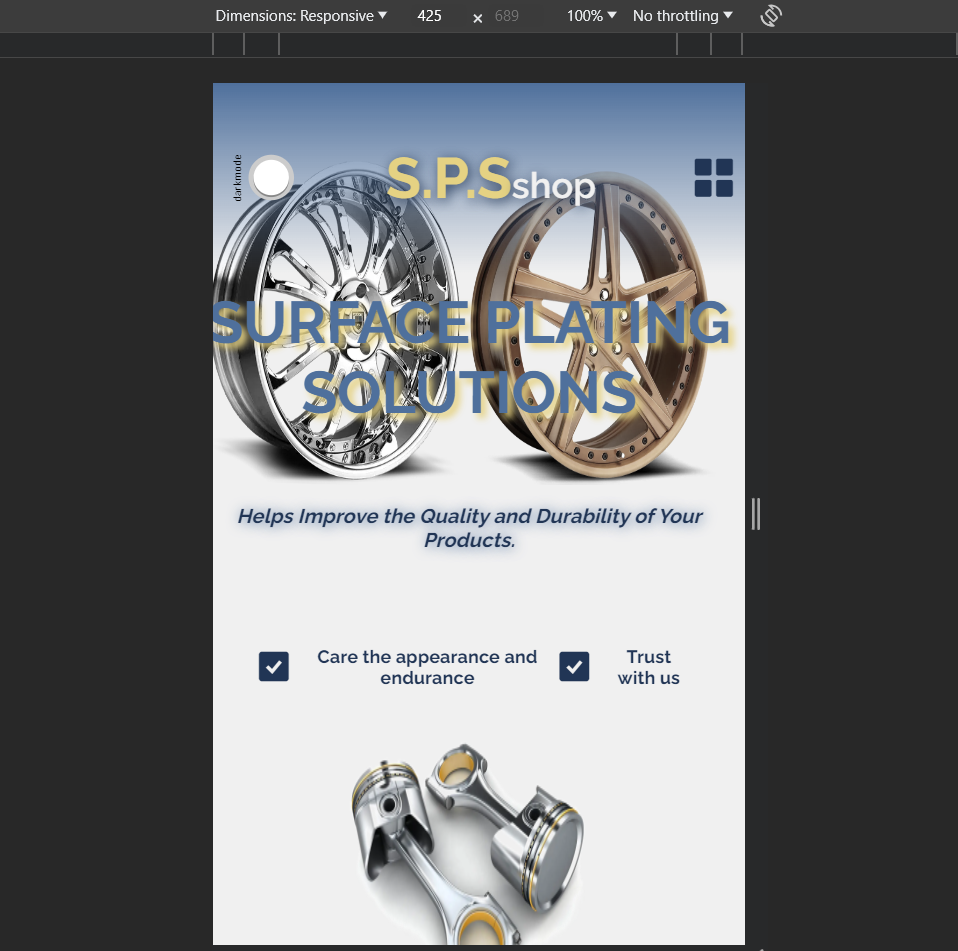 Dimensions: Responsive 425 × 689 100% No throttling
darkmode
S.P.Sshop
SURFACE PLATING
SOLUTIONS
Helps Improve the Quality and Durability of Your
Products.
Care the appearance and
endurance
Trust
with us